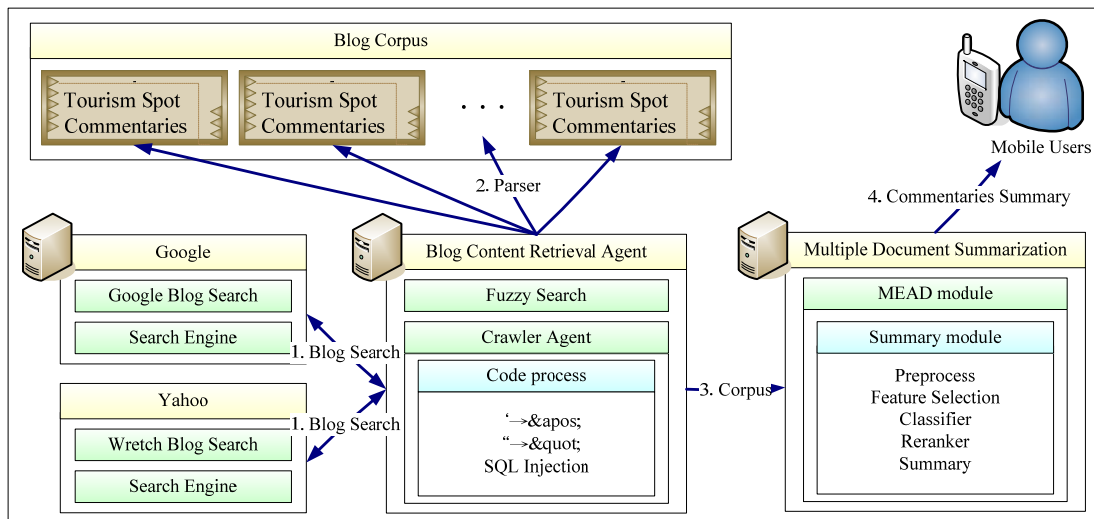 Blog Corpus
Tourism Spot
Commentaries
Tourism Spot
Commentaries
. . .
Tourism Spot
Commentaries
Mobile Users
2. Parser
4. Commentaries Summary
Google
Google Blog Search
Search Engine
1. Blog Search
Yahoo
Wretch Blog Search
Search Engine
1. Blog Search
Blog Content Retrieval Agent
Fuzzy Search
Crawler Agent
Code process
‘→&apos;
“→&quot;
SQL Injection
3. Corpus
Multiple Document Summarization
MEAD module
Summary module
Preprocess
Feature Selection
Classifier
Reranker
Summary